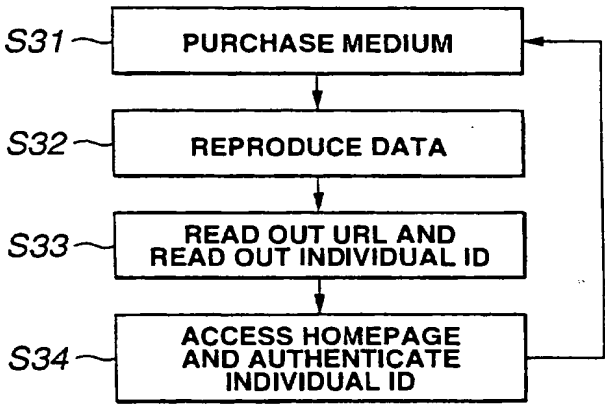 S31 PURCHASE MEDIUM
S32 REPRODUCE DATA
S33 READ OUT URL AND
READ OUT INDIVIDUAL ID
S34 ACCESS HOMEPAGE
AND AUTHENTICATE
INDIVIDUAL ID